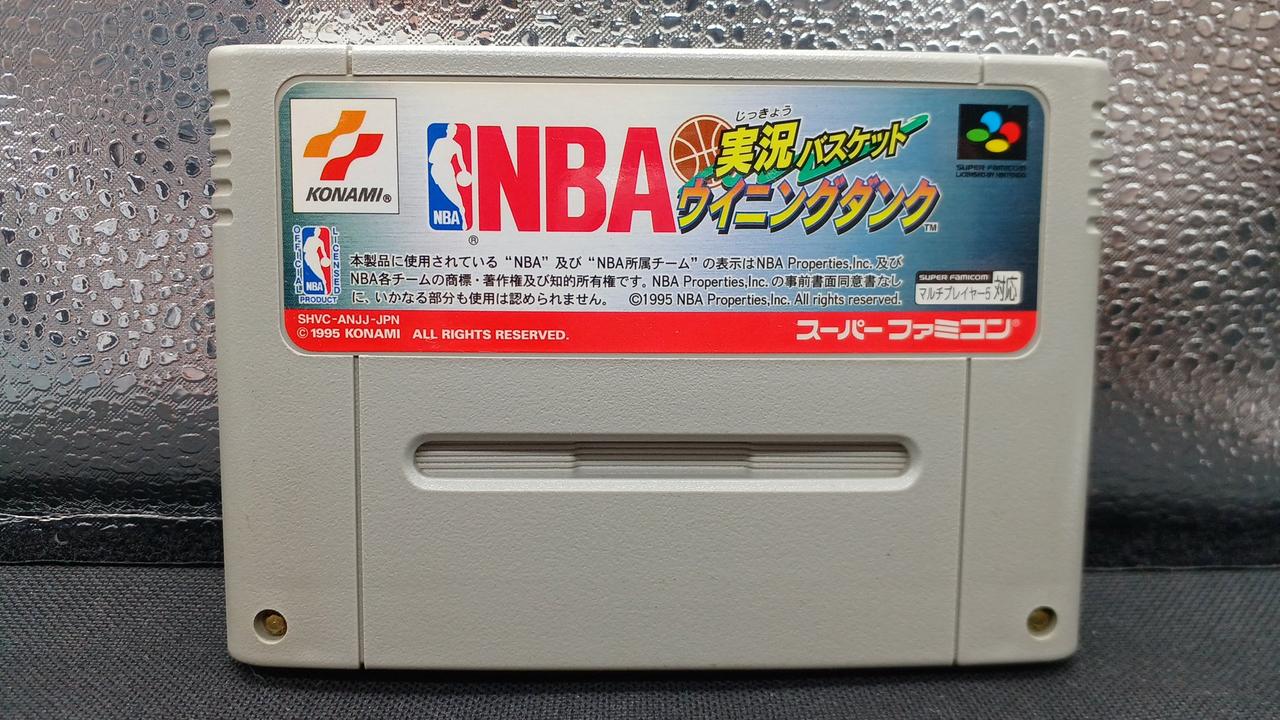 KONAMI®
NBA
®
NBA
じっきょう
実況バスケット
ウイニングダンク™
SUPER FAMICOM
LICENSED BY NINTENDO
OFFICIAL LICENSED
NBA
PRODUCT
本製品に使用されている“NBA”及び“NBA所属チーム”の表示はNBA Properties,Inc. 及び
NBA各チームの商標・著作権及び知的所有権です。NBA Properties,Inc. の事前書面同意書なし
に、いかなる部分も使用は認められません。 ©1995 NBA Properties,Inc. All rights reserved.
SUPER FAMICOM
マルチプレイヤー5 対応
SHVC-ANJJ-JPN
©1995 KONAMI ALL RIGHTS RESERVED.
スーパーファミコン®